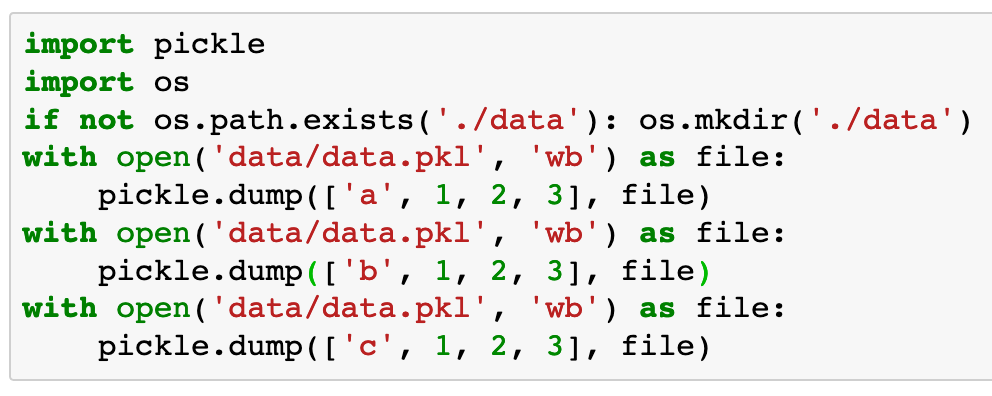 import pickle
import os
if not os.path.exists('./data'): os.mkdir('./data')
with open('data/data.pkl', 'wb') as file:
    pickle.dump(['a', 1, 2, 3], file)
with open('data/data.pkl', 'wb') as file:
    pickle.dump(['b', 1, 2, 3], file)
with open('data/data.pkl', 'wb') as file:
    pickle.dump(['c', 1, 2, 3], file)